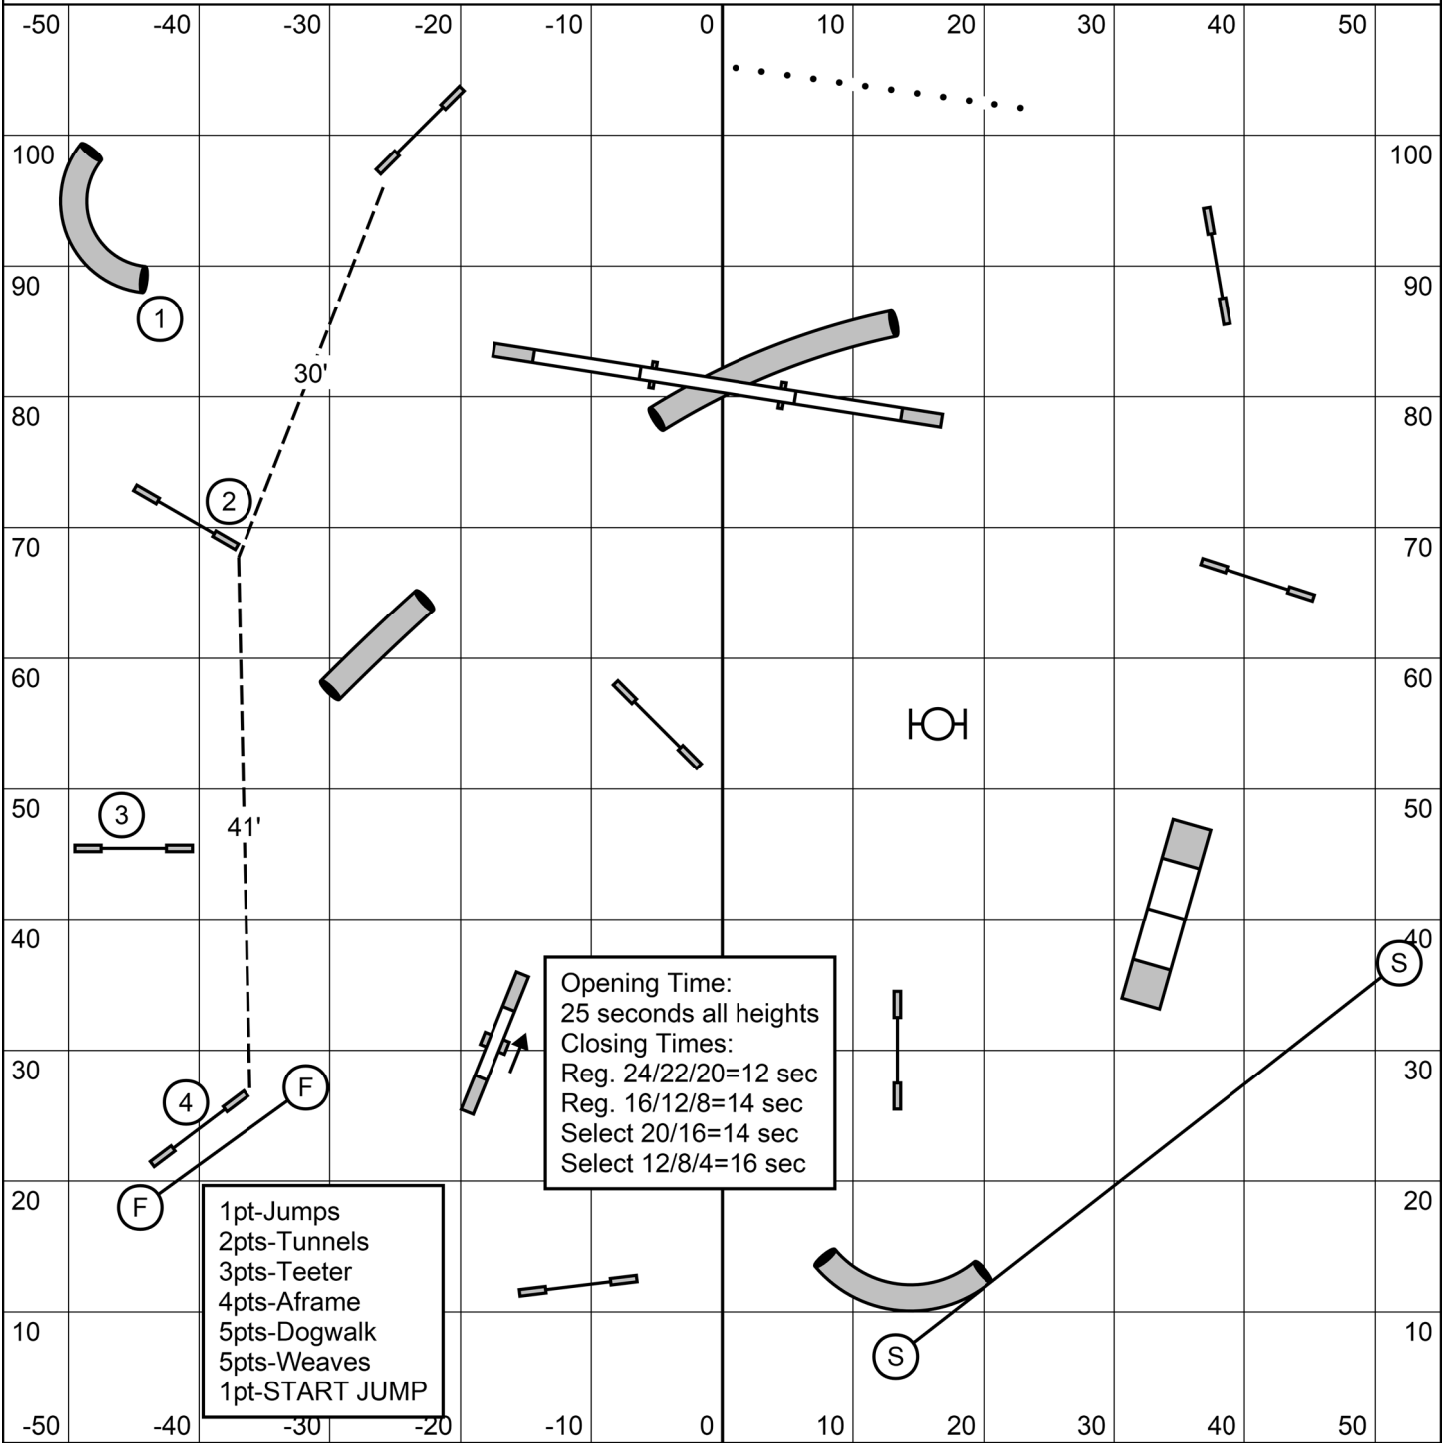 -50 -40 -30 -20 -10 0 10 20 30 40 50
100 100
90 90
1
30'
80 80
2
70 70
60 60
50 50
3
41'
40 40
S
Opening Time:
25 seconds all heights
Closing Times:
Reg. 24/22/20=12 sec
Reg. 16/12/8=14 sec
Select 20/16=14 sec
Select 12/8/4=16 sec
30 30
4
F
F
20 20
1pt-Jumps
2pts-Tunnels
3pts-Teeter
4pts-Aframe
5pts-Dogwalk
5pts-Weaves
1pt-START JUMP
10 10
S
-50 -40 -30 -20 -10 0 10 20 30 40 50